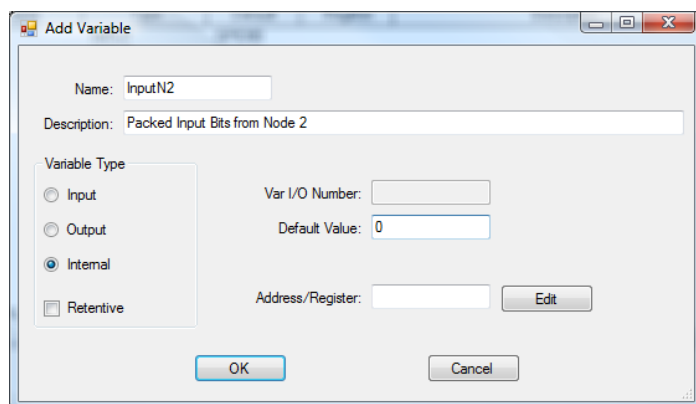 Add Variable
Name: InputN2
Description: Packed Input Bits from Node 2
Variable Type
Input
Output
Internal
Retentive
Var I/O Number:
Default Value: 0
Address/Register: Edit
OK Cancel